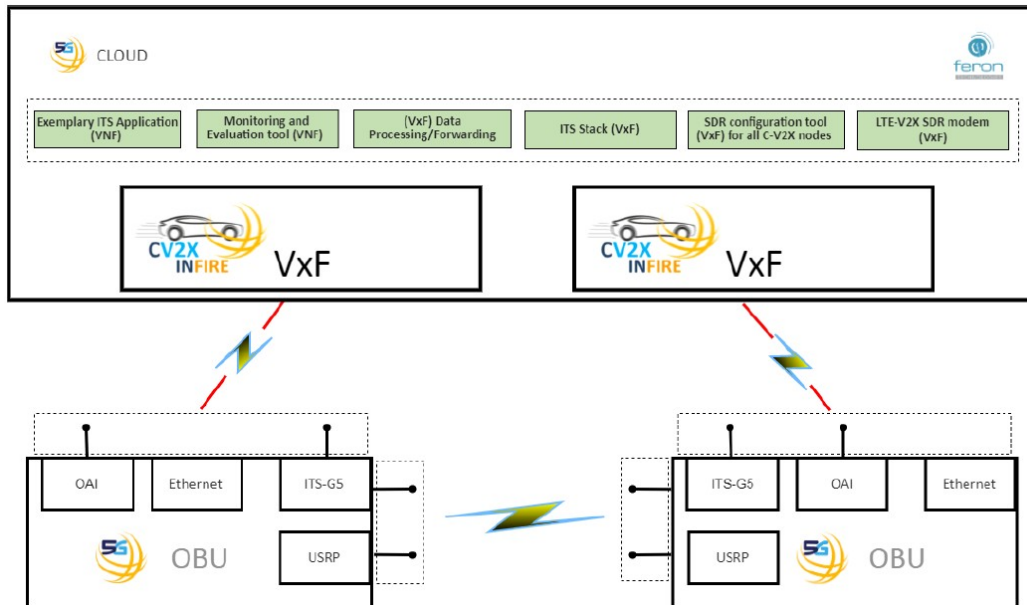 5G CLOUD
feron
Exemplary ITS Application
(VNF)
Monitoring and
Evaluation tool (VNF)
(VxF) Data
Processing/Forwarding
ITS Stack (VxF)
SDR configuration tool
(VxF) for all C-V2X nodes
LTE-V2X SDR modem
(VxF)
CV2X
INFIRE
VxF
CV2X
INFIRE
VxF
OAI
Ethernet
ITS-G5
USRP
5G OBU
ITS-G5
OAI
Ethernet
USRP
5G OBU